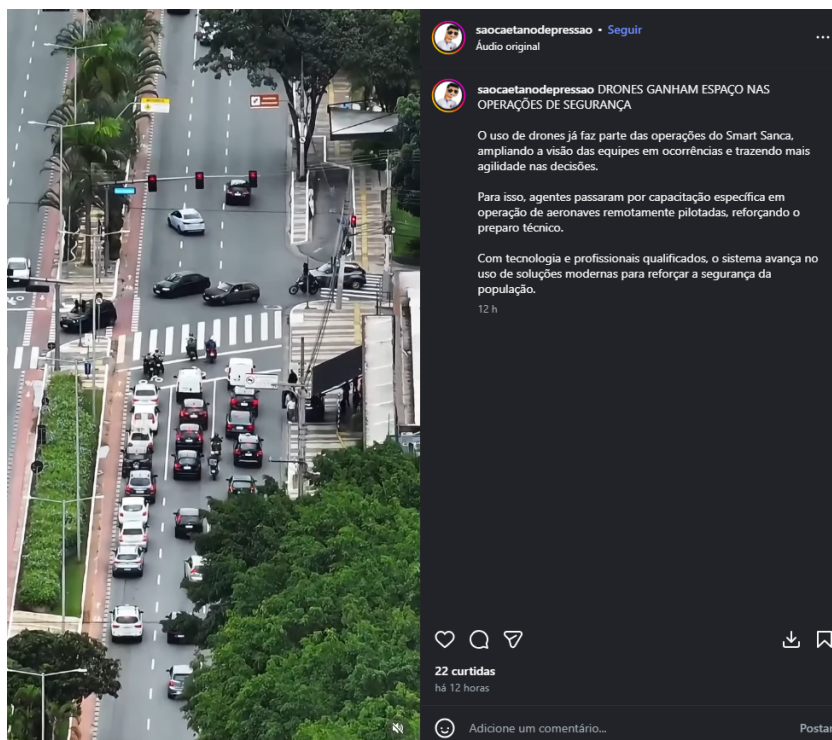 saocaetanodepressao • Seguir
Áudio original
saocaetanodepressao DRONES GANHAM ESPAÇO NAS
OPERAÇÕES DE SEGURANÇA
O uso de drones já faz parte das operações do Smart Sanca,
ampliando a visão das equipes em ocorrências e trazendo mais
agilidade nas decisões.
Para isso, agentes passaram por capacitação específica em
operação de aeronaves remotamente pilotadas, reforçando o
preparo técnico.
Com tecnologia e profissionais qualificados, o sistema avança no
uso de soluções modernas para reforçar a segurança da
população.
12 h
22 curtidas
há 12 horas
Adicione um comentário...
Postar